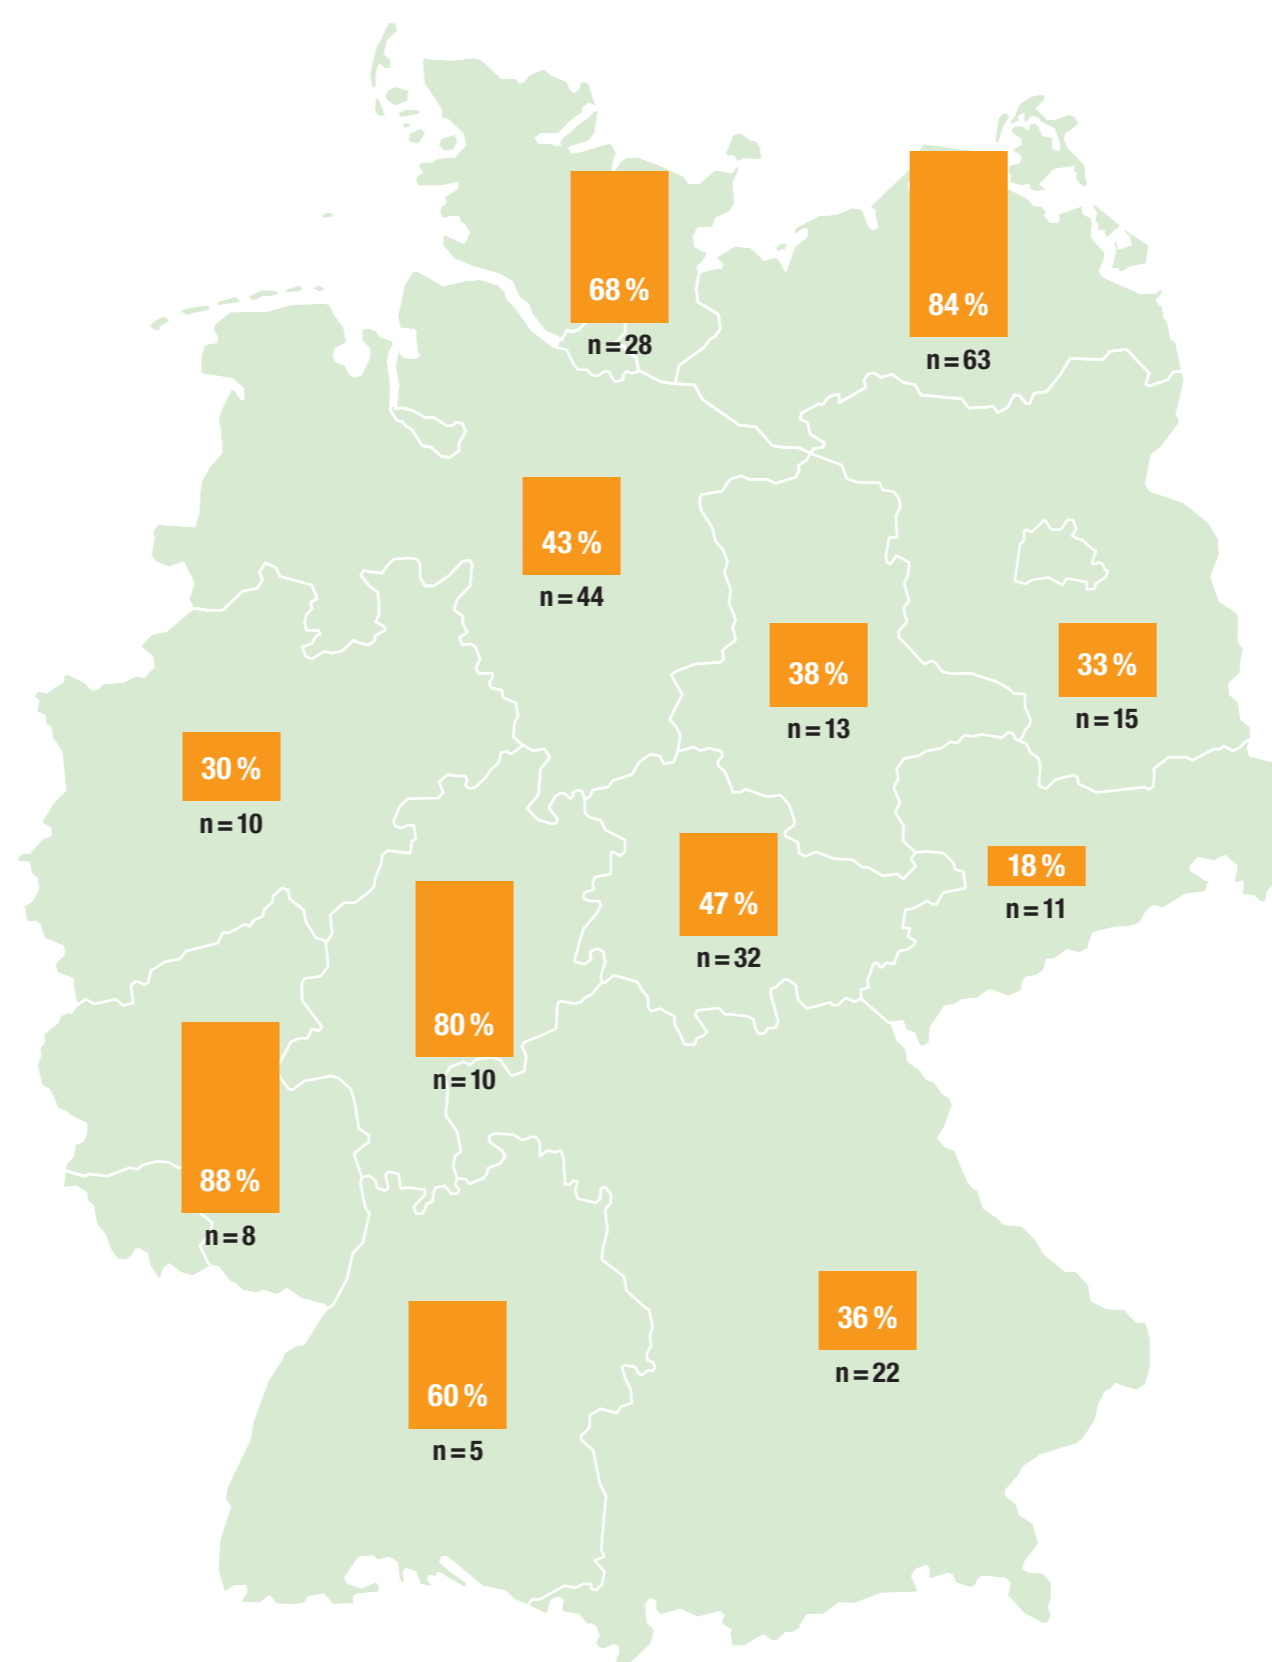 68 %
n = 28
84 %
n = 63
43 %
n = 44
38 %
n = 13
33 %
n = 15
30 %
n = 10
47 %
n = 32
18 %
n = 11
80 %
n = 10
88 %
n = 8
36 %
n = 22
60 %
n = 5